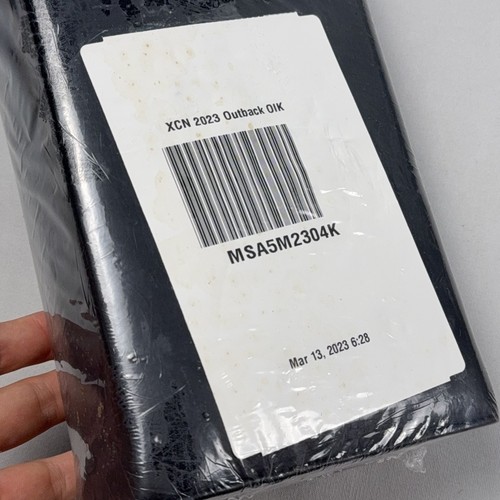 XCN 2023 Outback OIK
MSA5M2304K
Mar 13, 2023 6:28